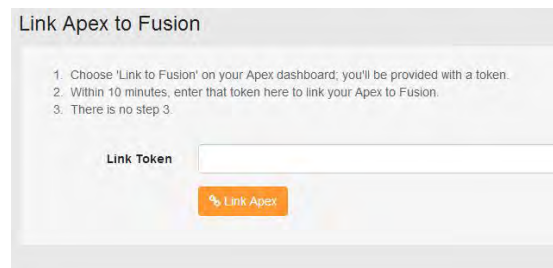 Link Apex to Fusion
1. Choose 'Link to Fusion' on your Apex dashboard; you'll be provided with a token.
2. Within 10 minutes, enter that token here to link your Apex to Fusion.
3. There is no step 3.
Link Token
Link Apex